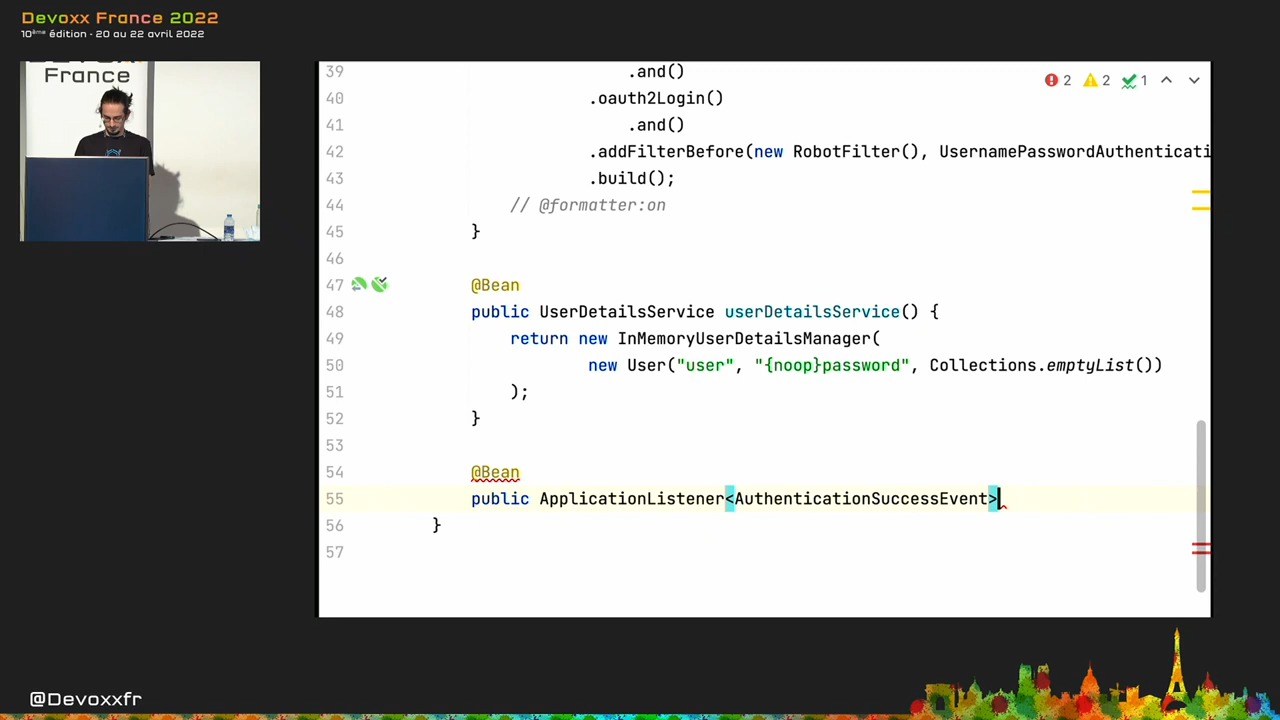 Devoxx France 2022
10ème édition - 20 au 22 avril 2022
France
39 .and()
40 .oauth2Login()
41 .and()
42 .addFilterBefore(new RobotFilter(), UsernamePasswordAuthenticati
43 .build();
44 // @formatter:on
45 }
46
47 @Bean
48 public UserDetailsService userDetailsService() {
49 return new InMemoryUserDetailsManager(
50 new User("user", "{noop}password", Collections.emptyList())
51 );
52 }
53
54 @Bean
55 public ApplicationListener<AuthenticationSuccessEvent>
56 }
57
2 2 1
@Devoxxfr